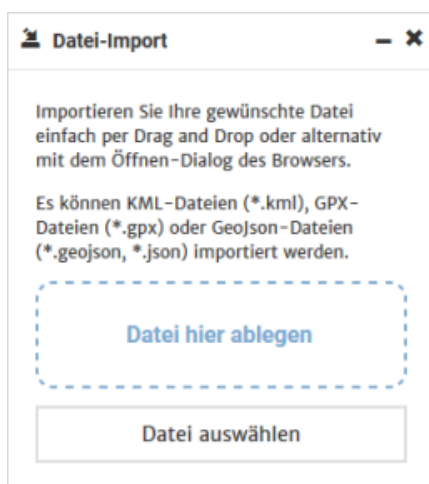 Datei-Import
Importieren Sie Ihre gewünschte Datei
einfach per Drag and Drop oder alternativ
mit dem Öffnen-Dialog des Browsers.
Es können KML-Dateien (*.kml), GPX-
Dateien (*.gpx) oder GeoJson-Dateien
(*.geojson, *.json) importiert werden.
Datei hier ablegen
Datei auswählen